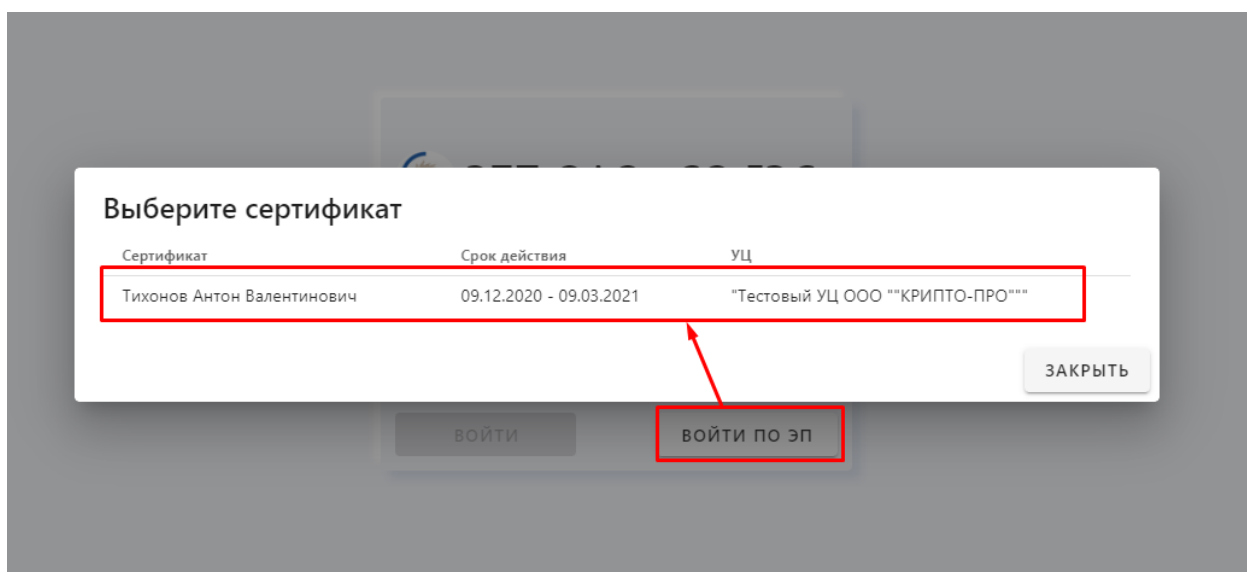 Выберите сертификат
Сертификат Срок действия УЦ
Тихонов Антон Валентинович 09.12.2020 - 09.03.2021 "Тестовый УЦ ООО ""КРИПТО-ПРО"""
ЗАКРЫТЬ
ВОЙТИ ВОЙТИ ПО ЭП